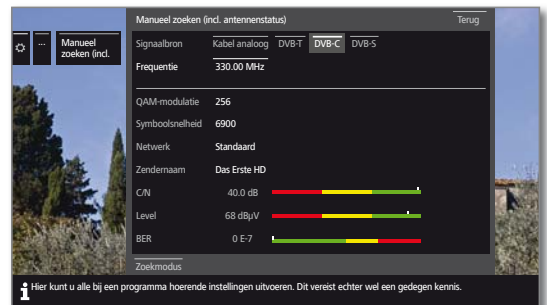 Manueel zoeken (incl. antennestatus) Terug
... Manueel
zoeken (incl.
Signaalbron Kabel analoog DVB-T DVB-C DVB-S
Frequentie 330.00 MHz
QAM-modulatie 256
Symboolsnelheid 6900
Netwerk Standaard
Zendernaam Das Erste HD
C/N 40.0 dB
Level 68 dBµV
BER 0 E-7
Zoekmodus
i Hier kunt u alle bij een programma hoerende instellingen uitvoeren. Dit vereist echter wel een gedegen kennis.